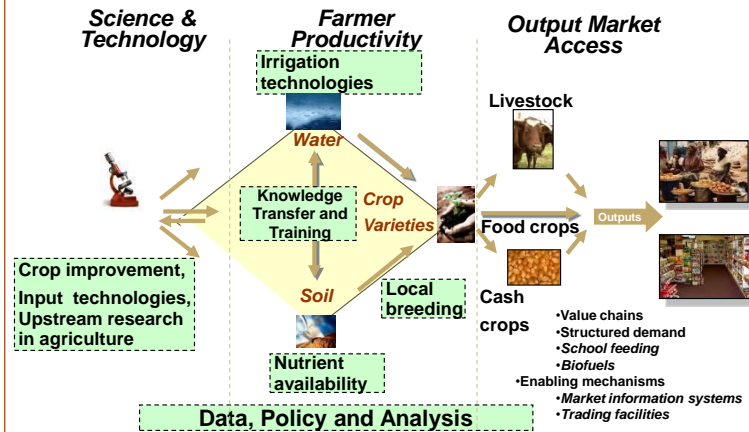 Science &
Technology
Farmer
Productivity
Output Market
Access
Irrigation
technologies
Water
Knowledge
Transfer and
Training
Crop
Varieties
Soil
Local
breeding
Nutrient
availability
Crop improvement,
Input technologies,
Upstream research
in agriculture
Livestock
Food crops
Cash
crops
Outputs
•Value chains
•Structured demand
•School feeding
•Biofuels
•Enabling mechanisms
•Market information systems
•Trading facilities
Data, Policy and Analysis